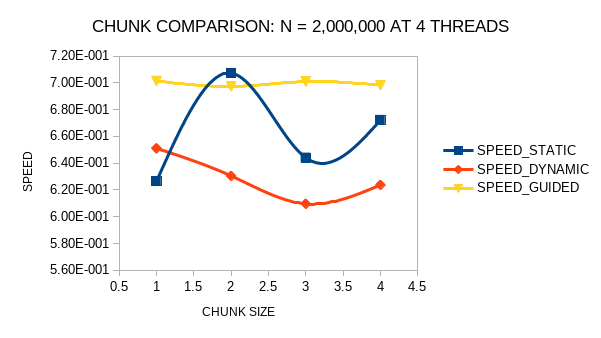 CHUNK COMPARISON: N = 2,000,000 AT 4 THREADS
7.20E-001
7.00E-001
6.80E-001
6.60E-001
6.40E-001
6.20E-001
6.00E-001
5.80E-001
5.60E-001
SPEED
0.5 1 1.5 2 2.5 3 3.5 4 4.5
CHUNK SIZE
SPEED_STATIC
SPEED_DYNAMIC
SPEED_GUIDED